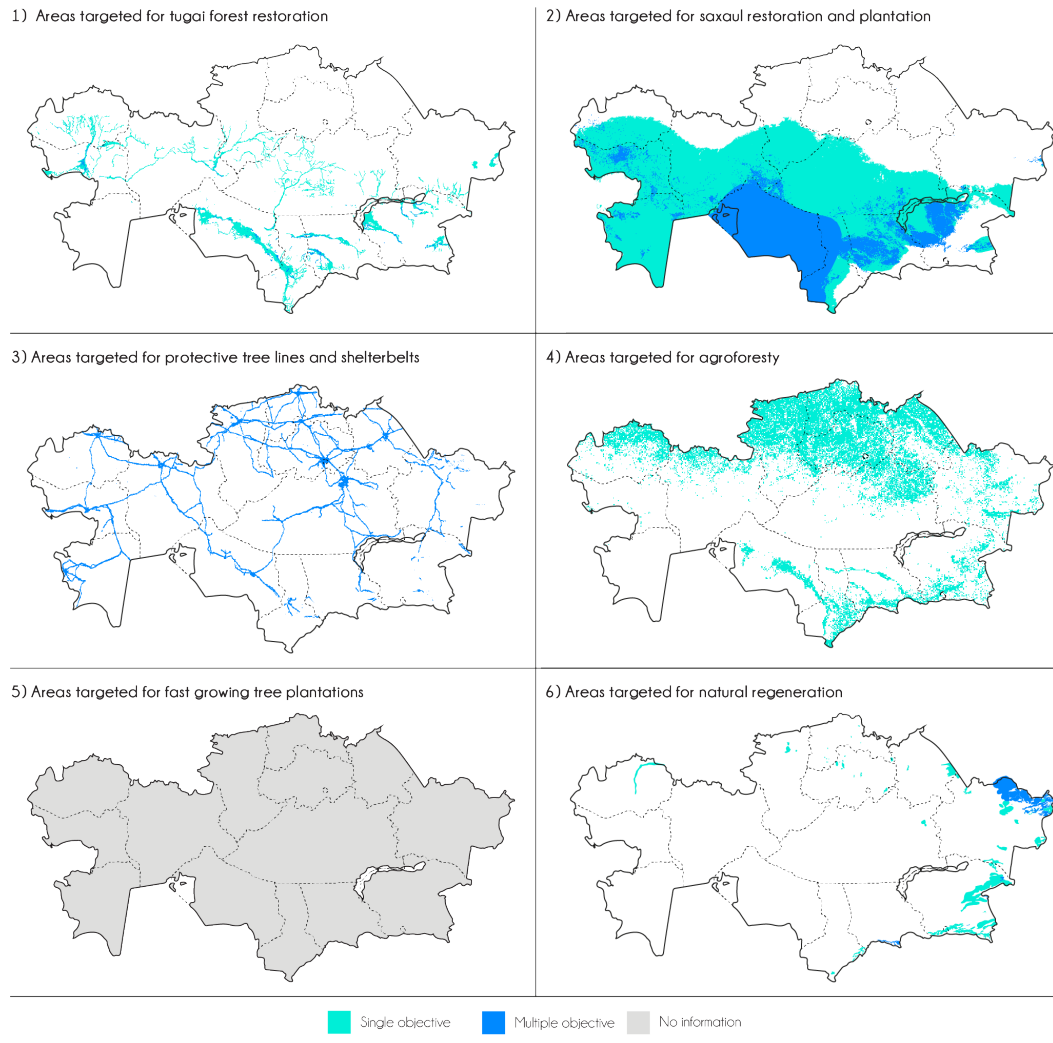 1) Areas targeted for tugai forest restoration
2) Areas targeted for saxaul restoration and plantation
3) Areas targeted for protective tree lines and shelterbelts
4) Areas targeted for agroforesty
5) Areas targeted for fast growing tree plantations
6) Areas targeted for natural regeneration
Single objective
Multiple objective
No information